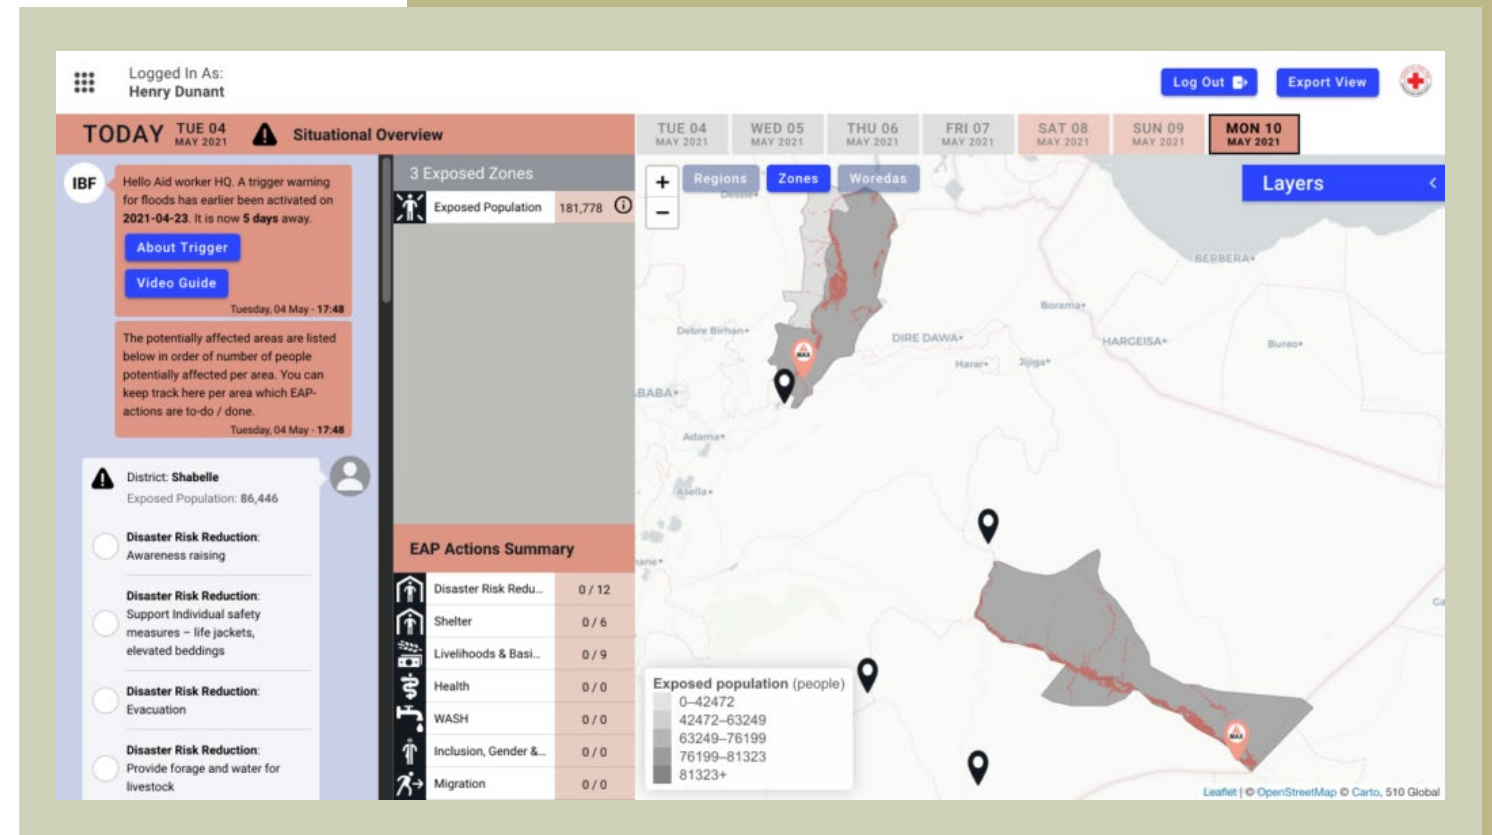 Logged In As:
Henry Dunant
Log Out
Export View
TODAY
TUE 04
MAY 2021
Situational Overview
TUE 04
MAY 2021
WED 05
MAY 2021
THU 06
MAY 2021
FRI 07
MAY 2021
SAT 08
MAY 2021
SUN 09
MAY 2021
MON 10
MAY 2021
IBF
Hello Aid worker HQ. A trigger warning
for floods has earlier been activated on
2021-04-23. It is now 5 days away.
About Trigger
Video Guide
Tuesday, 04 May - 17:48
The potentially affected areas are listed
below in order of number of people
potentially affected per area. You can
keep track here per area which EAP-
actions are to-do / done.
Tuesday, 04 May - 17:48
District: Shabelle
Exposed Population: 86,446
Disaster Risk Reduction:
Awareness raising
Disaster Risk Reduction:
Support Individual safety
measures – life jackets,
elevated beddings
Disaster Risk Reduction:
Evacuation
Disaster Risk Reduction:
Provide forage and water for
livestock
3 Exposed Zones
Exposed Population 181,778
EAP Actions Summary
Disaster Risk Redu... 0 / 12
Shelter 0 / 6
Livelihoods & Basi... 0 / 9
Health 0 / 0
WASH 0 / 0
Inclusion, Gender &... 0 / 0
Migration 0 / 0
+
−
Regions
Zones
Woredas
Layers
BERBERA
Borama
Debre Birhan
DIRE DAWA
HARGEISA
Burao
Harar
Jijiga
MAX
ABABA
Adama
Asella
MAX
Exposed population (people)
0–42472
42472–63249
63249–76199
76199–81323
81323+
Leaflet | © OpenStreetMap © Carto, 510 Global